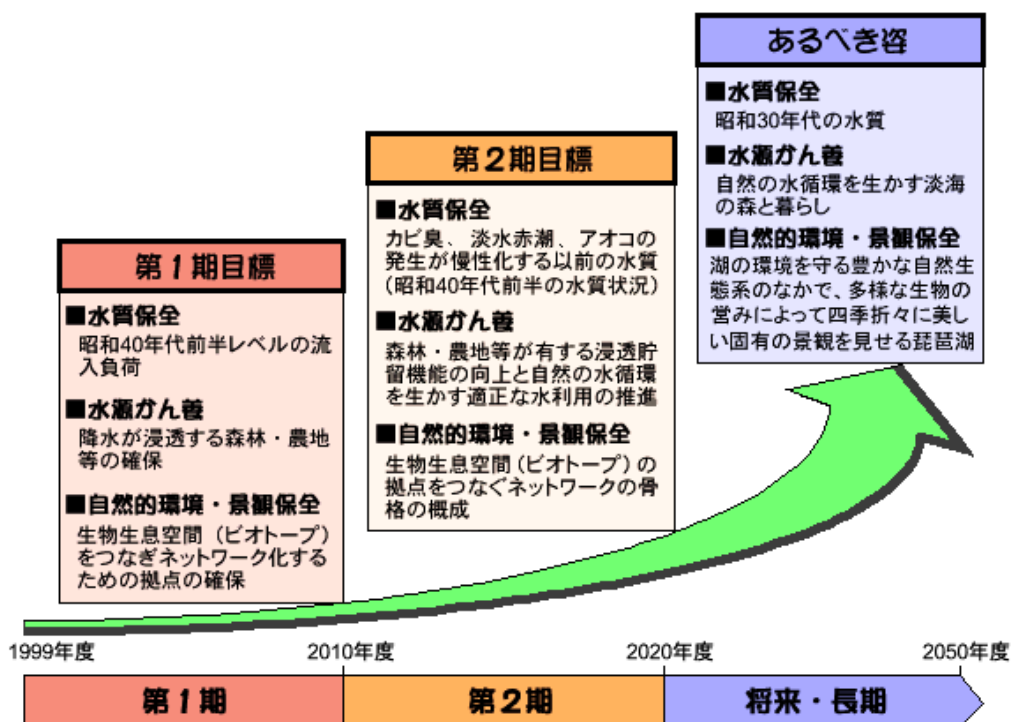 あるべき姿
■水質保全
昭和30年代の水質
■水源かん養
自然の水循環を生かす淡海
の森と暮らし
■自然的環境・景観保全
湖の環境を守る豊かな自然生
態系のなかで、多様な生物の
営みによって四季折々に美し
い固有の景観を見せる琵琶湖
第2期目標
■水質保全
カビ臭、淡水赤潮、アオコの
発生が慢性化する以前の水質
(昭和40年代前半の水質状況)
■水源かん養
森林・農地等が有する浸透貯
留機能の向上と自然の水循環
を生かす適正な水利用の推進
■自然的環境・景観保全
生物生息空間(ビオトープ)の
拠点をつなぐネットワークの骨
格の概成
第1期目標
■水質保全
昭和40年代前半レベルの流
入負荷
■水源かん養
降水が浸透する森林・農地
等の確保
■自然的環境・景観保全
生物生息空間(ビオトープ)
をつなぎネットワーク化する
ための拠点の確保
1999年度 2010年度 2020年度 2050年度
第1期 第2期 将来・長期